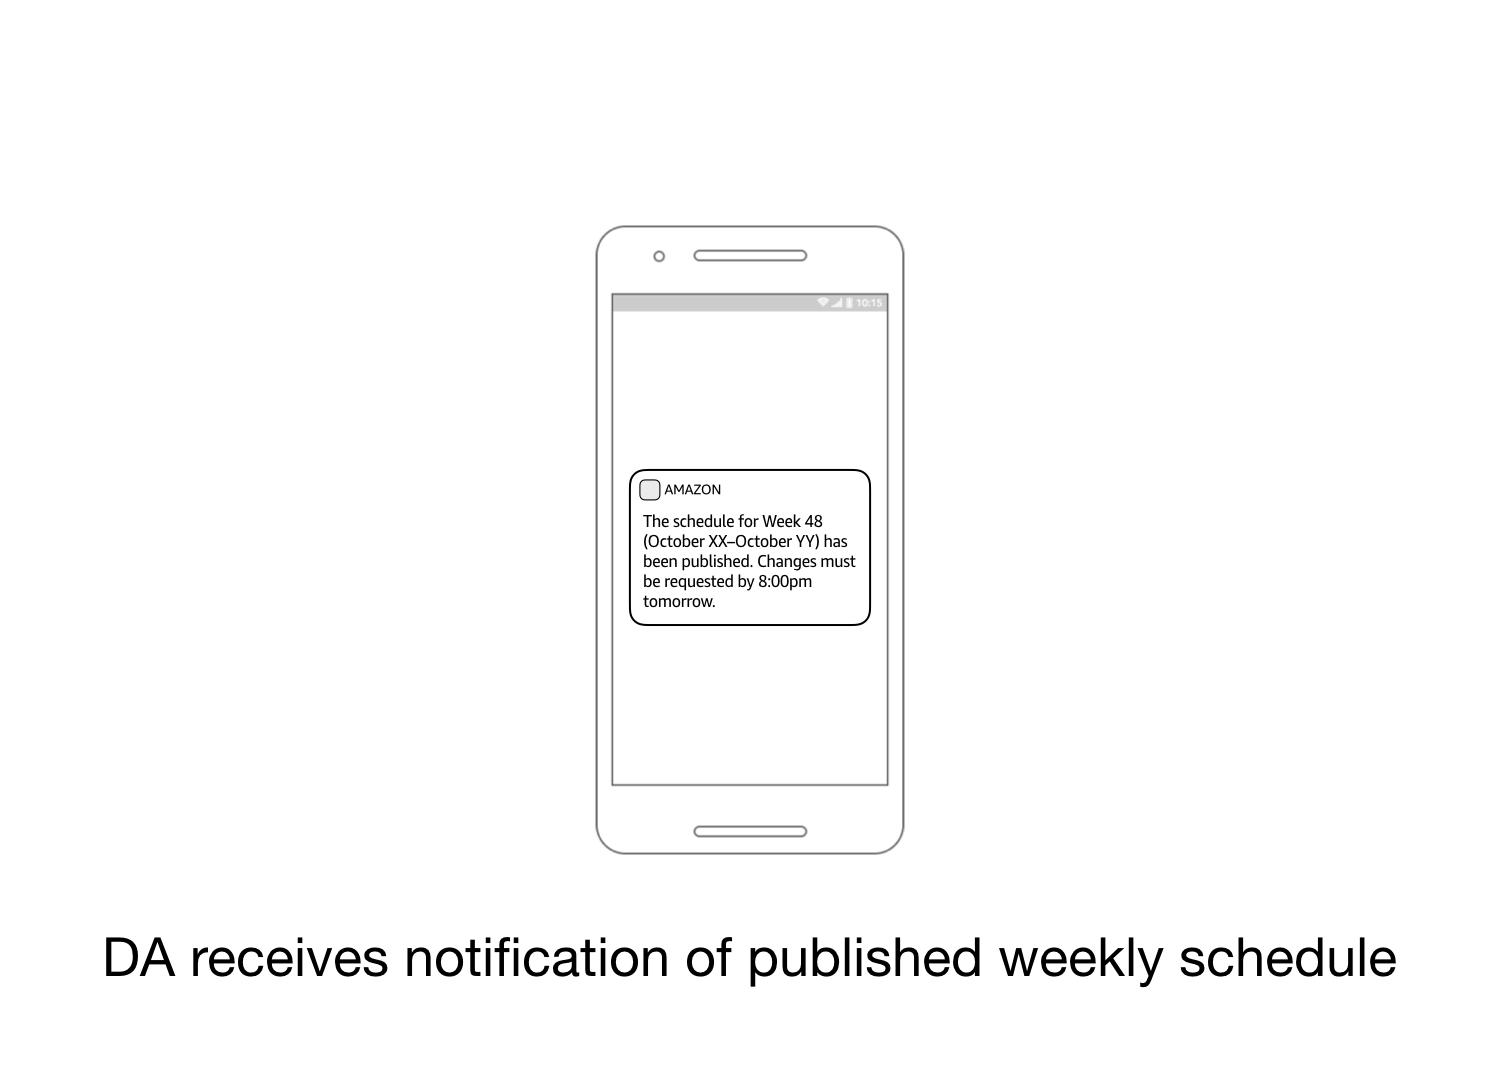 10:15
AMAZON
The schedule for Week 48
(October XX–October YY) has
been published. Changes must
be requested by 8:00pm
tomorrow.
DA receives notification of published weekly schedule